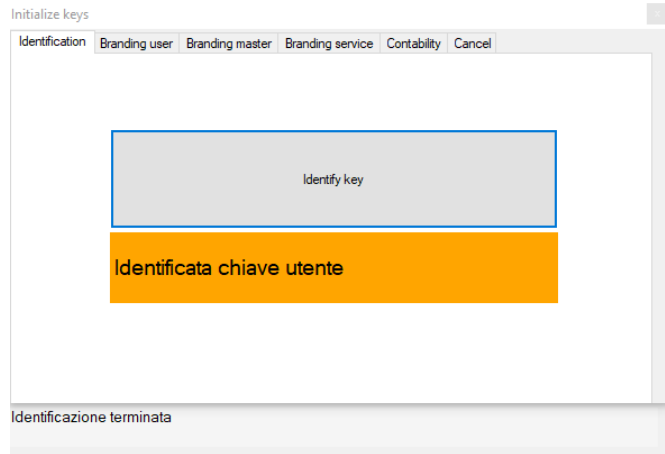 Initialize keys
Identification Branding user Branding master Branding service Contability Cancel
Identify key
Identificata chiave utente
Identificazione terminata